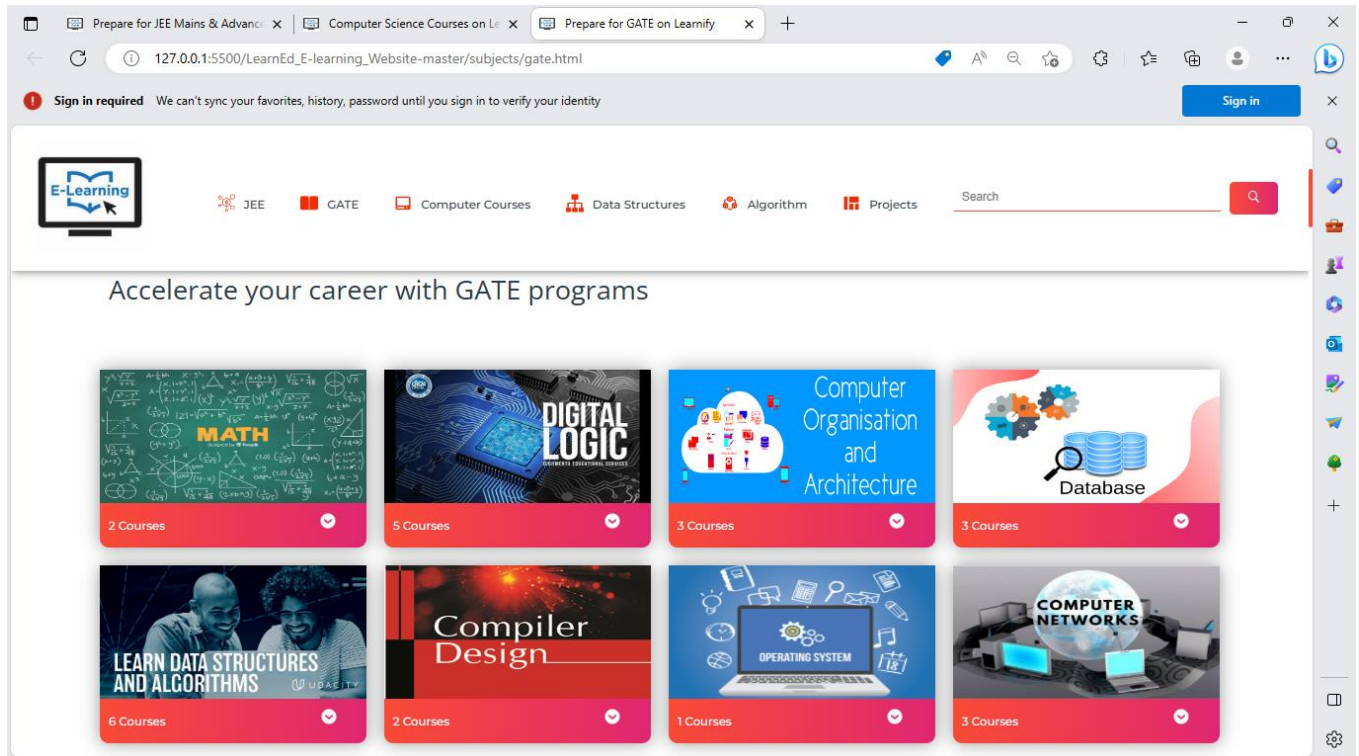 Prepare for JEE Mains & Advance
Computer Science Courses on Le
Prepare for GATE on Learnify
127.0.0.1:5500/LearnEd_E-learning_Website-master/subjects/gate.html
Sign in required We can't sync your favorites, history, password until you sign in to verify your identity
Sign in
E-Learning
JEE
GATE
Computer Courses
Data Structures
Algorithm
Projects
Search
Accelerate your career with GATE programs
MATH
DIGITAL
LOGIC
Computer
Organisation
and
Architecture
Database
2 Courses
5 Courses
3 Courses
3 Courses
LEARN DATA STRUCTURES
AND ALGORITHMS
UDACITY
Compiler
Design
OPERATING SYSTEM
18
COMPUTER
NETWORKS
6 Courses
2 Courses
1 Courses
3 Courses